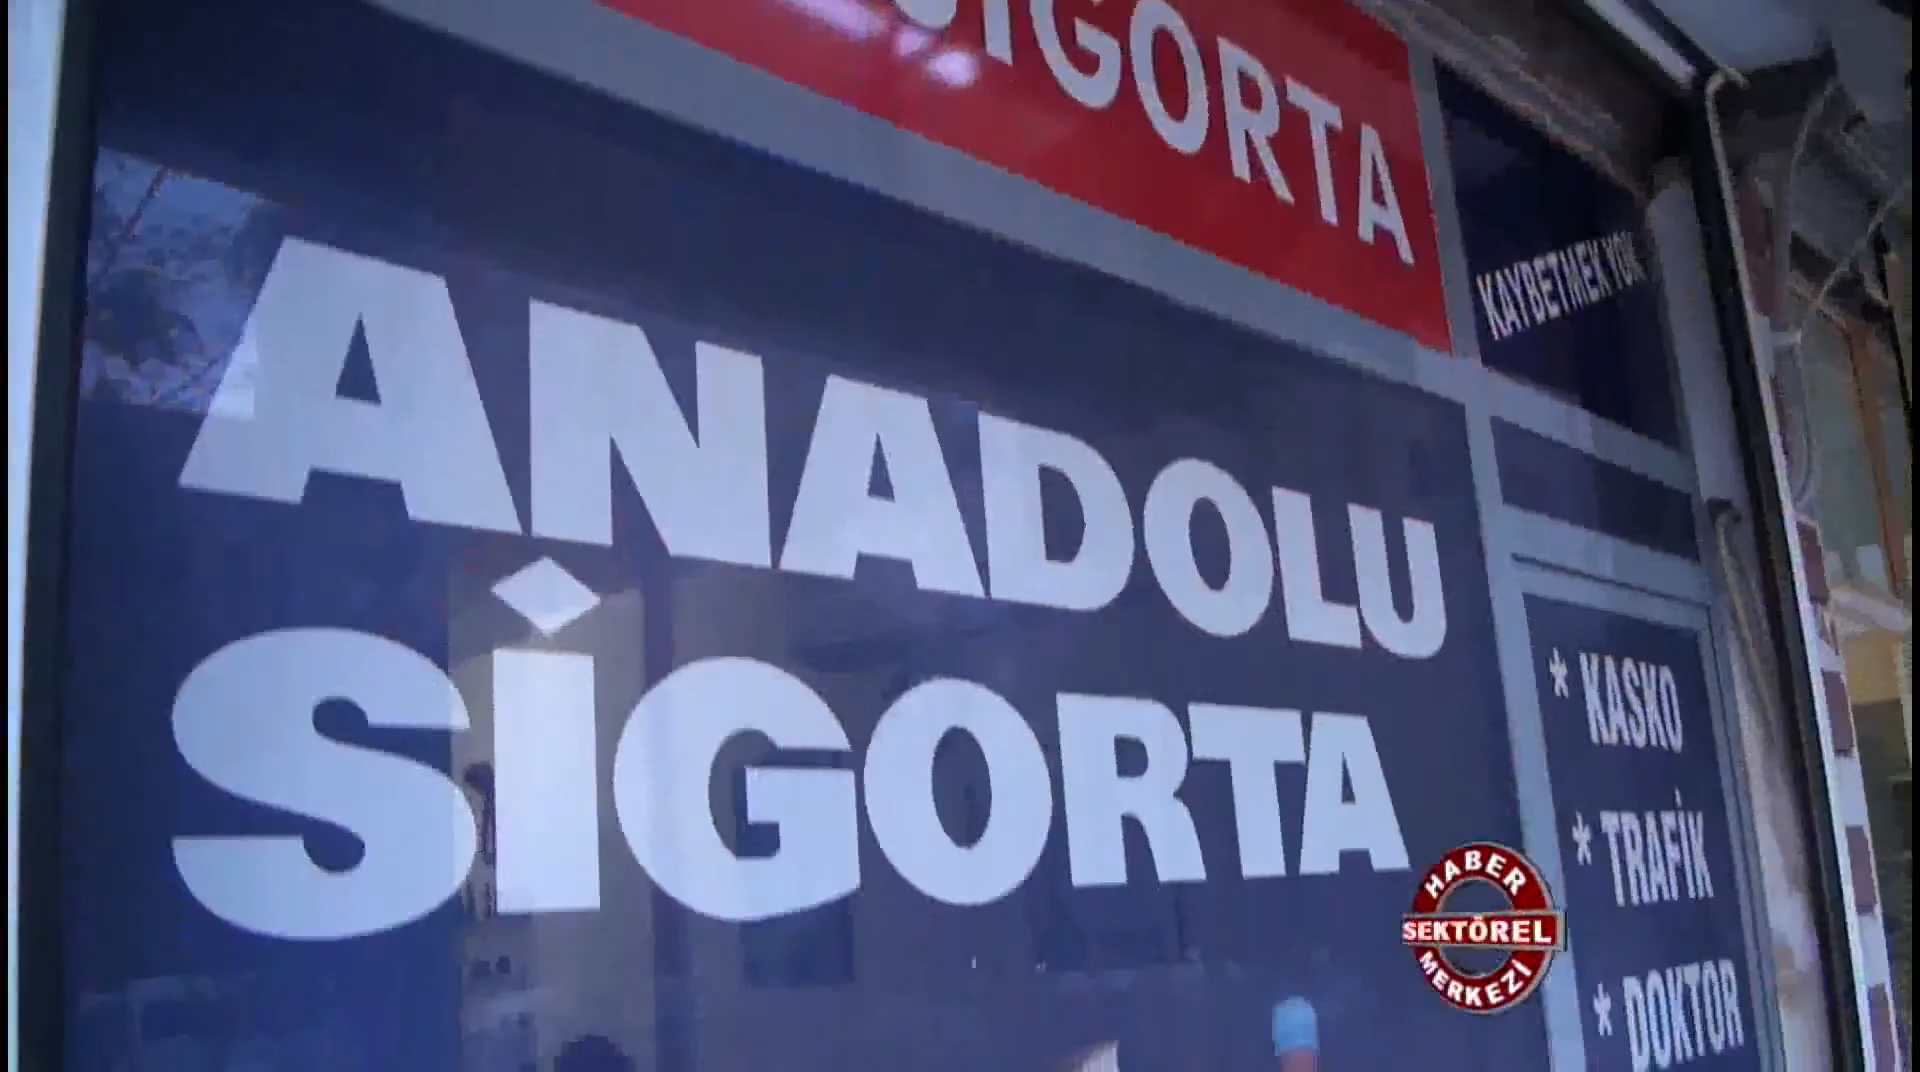 SİGORTA
KAYBETMEK YOK
ANADOLU
SİGORTA
* KASKO
* TRAFİK
* DOKTOR
HABER
SEKTÖREL
MERKEZİ